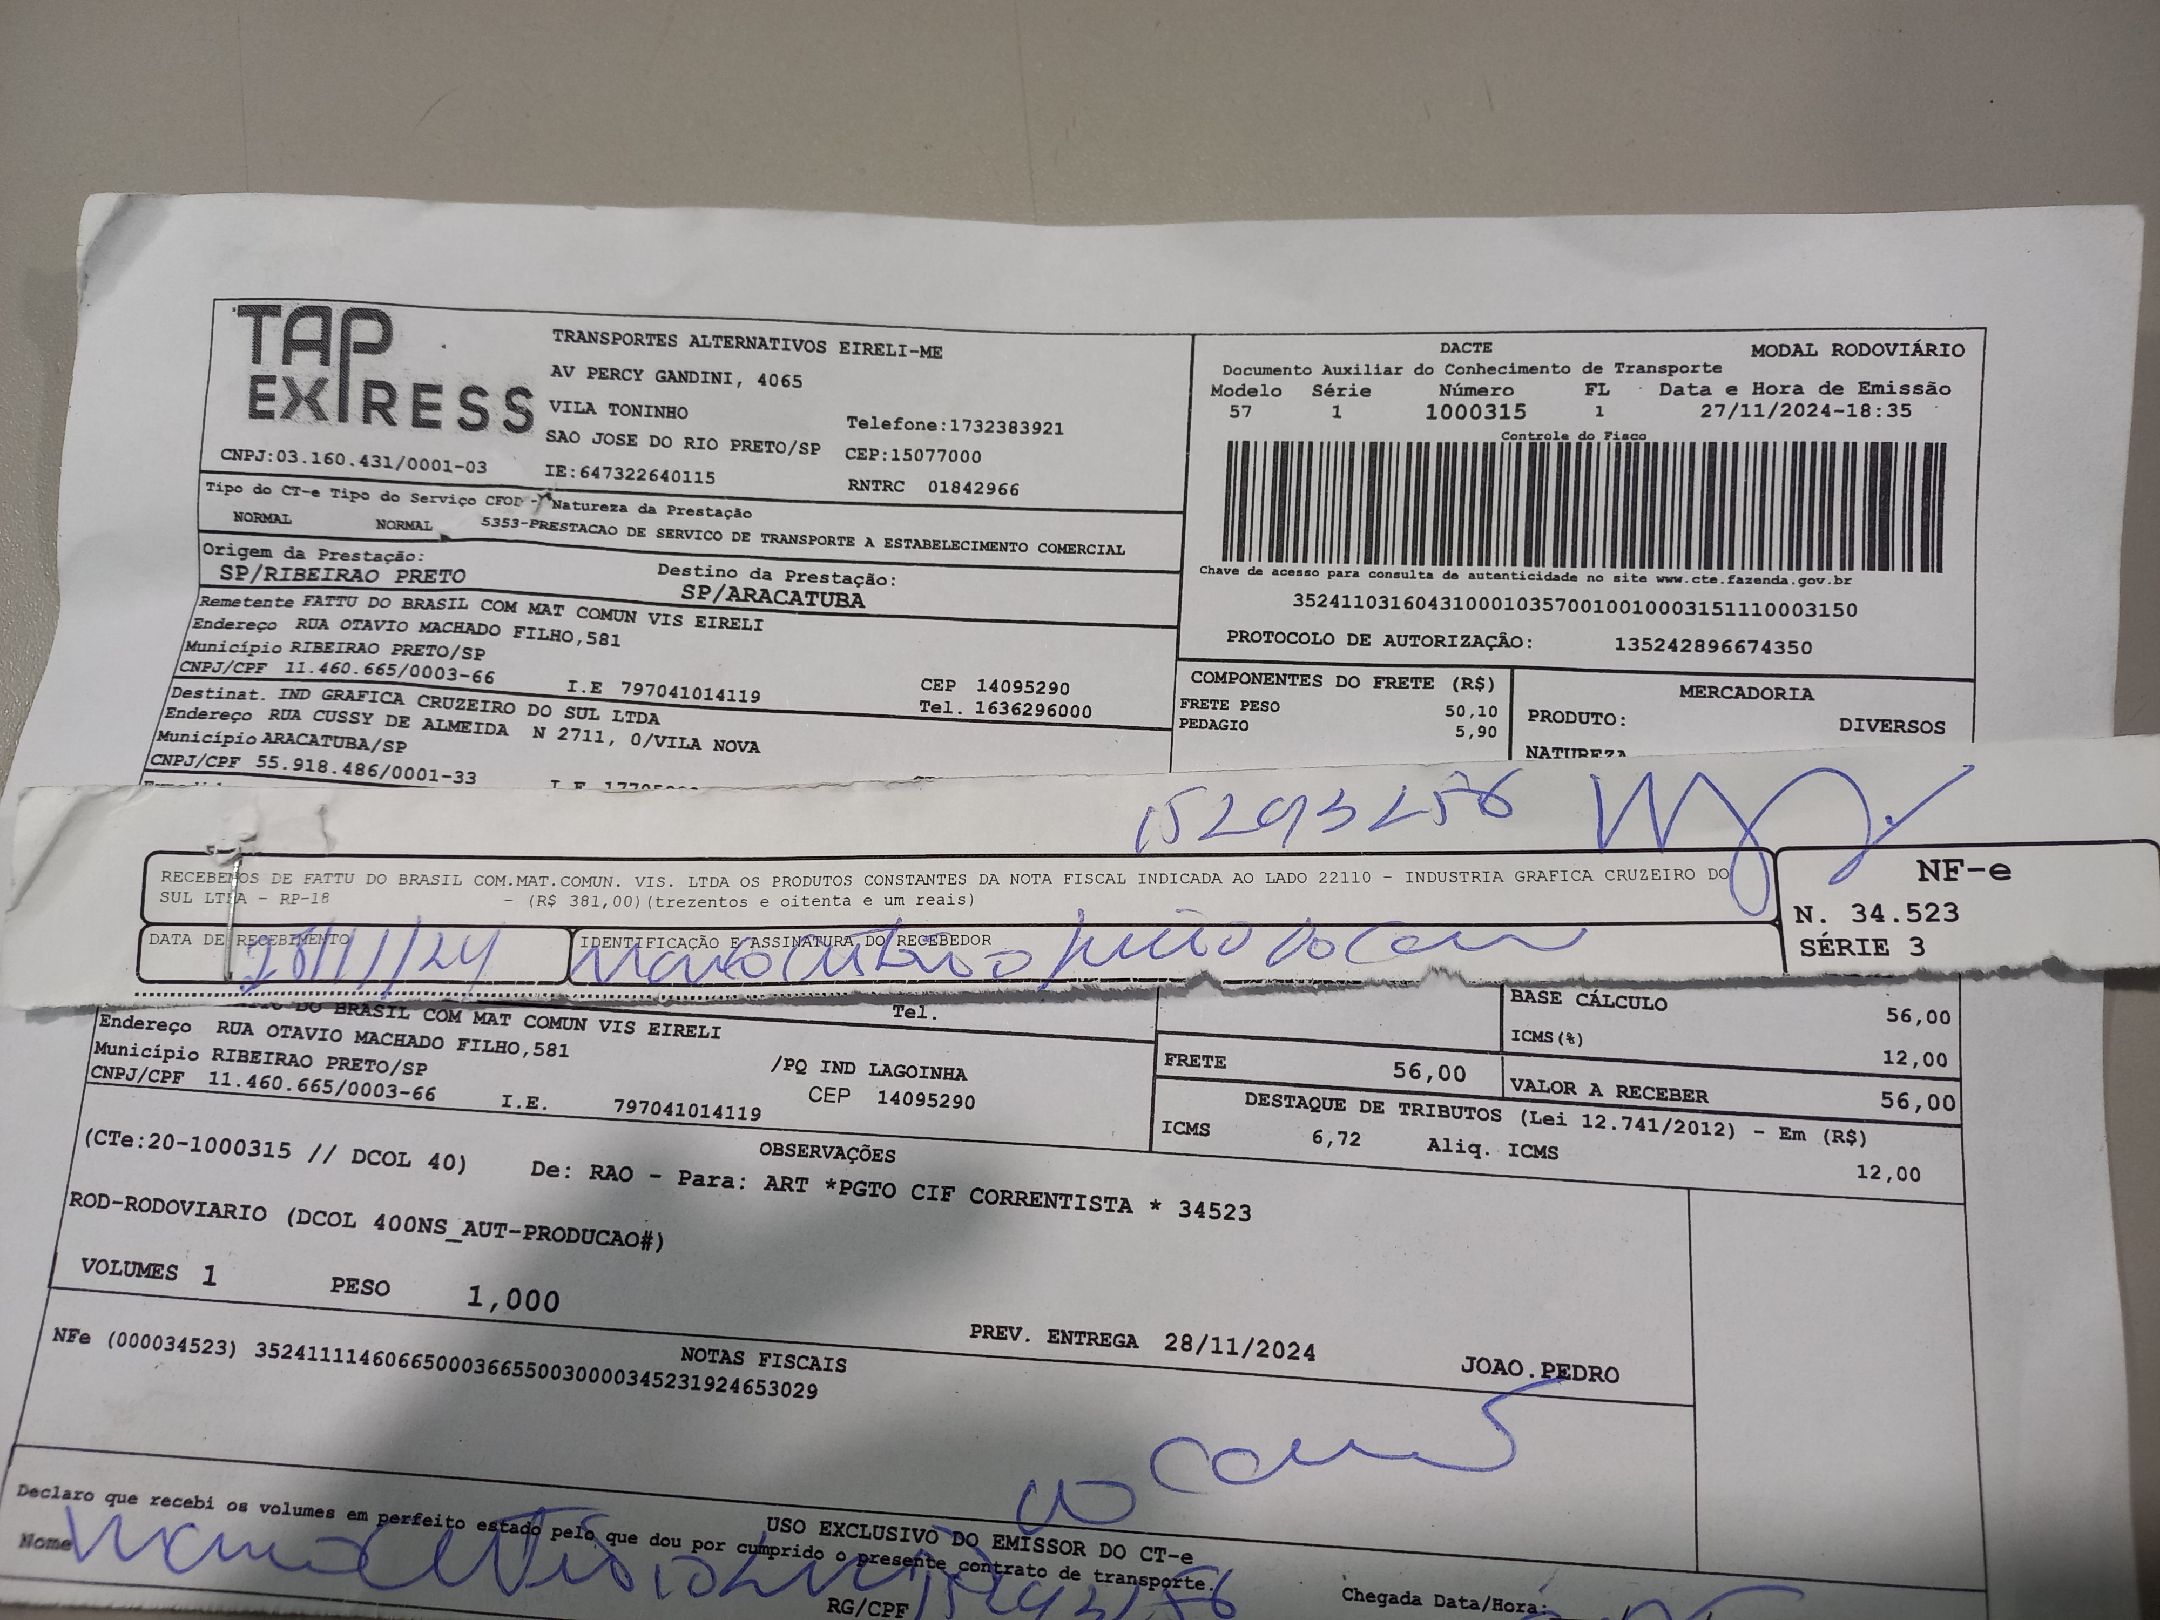 TAP EXPRESS
TRANSPORTES ALTERNATIVOS EIRELI-ME
AV PERCY GANDINI, 4065
VILA TONINHO
Telefone:1732383921
SAO JOSE DO RIO PRETO/SP CEP:15077000
CNPJ:03.160.431/0001-03 IE:647322640115 RNTRC 01842966
DACTE MODAL RODOVIÁRIO
Documento Auxiliar do Conhecimento de Transporte
Modelo Série Número FL Data e Hora de Emissão
57 1 1000315 1 27/11/2024-18:35
Controle do Fisco
Chave de acesso para consulta de autenticidade no site www.cte.fazenda.gov.br
35241103160431000103570010010003151110003150
PROTOCOLO DE AUTORIZAÇÃO: 135242896674350
Tipo do CT-e Tipo do Serviço CFOP - Natureza da Prestação
NORMAL NORMAL 5353-PRESTACAO DE SERVICO DE TRANSPORTE A ESTABELECIMENTO COMERCIAL
Origem da Prestação: Destino da Prestação:
SP/RIBEIRAO PRETO SP/ARACATUBA
Remetente FATTU DO BRASIL COM MAT COMUN VIS EIRELI
Endereço RUA OTAVIO MACHADO FILHO,581
Município RIBEIRAO PRETO/SP CEP 14095290
CNPJ/CPF 11.460.665/0003-66 I.E 797041014119 Tel. 1636296000
Destinat. IND GRAFICA CRUZEIRO DO SUL LTDA
Endereço RUA CUSSY DE ALMEIDA N 2711, 0/VILA NOVA
Município ARACATUBA/SP
CNPJ/CPF 55.918.486/0001-33
COMPONENTES DO FRETE (R$)
FRETE PESO 50,10
PEDAGIO 5,90
MERCADORIA
PRODUTO: DIVERSOS
NATUREZA
RECEBEMOS DE FATTU DO BRASIL COM.MAT.COMUN. VIS. LTDA OS PRODUTOS CONSTANTES DA NOTA FISCAL INDICADA AO LADO 22110 - INDUSTRIA GRAFICA CRUZEIRO DO
SUL LTDA - RP-18 - (R$ 381,00)(trezentos e oitenta e um reais)
DATA DE RECEBIMENTO IDENTIFICAÇÃO E ASSINATURA DO RECEBEDOR
28/11/24
NF-e
N. 34.523
SÉRIE 3
DO BRASIL COM MAT COMUN VIS EIRELI Tel.
Endereço RUA OTAVIO MACHADO FILHO,581
Município RIBEIRAO PRETO/SP /PQ IND LAGOINHA
CNPJ/CPF 11.460.665/0003-66 I.E. 797041014119 CEP 14095290
BASE CÁLCULO 56,00
ICMS(%) 12,00
FRETE 56,00 VALOR A RECEBER 56,00
DESTAQUE DE TRIBUTOS (Lei 12.741/2012) - Em (R$)
ICMS 6,72 Aliq. ICMS 12,00
OBSERVAÇÕES
(CTe:20-1000315 // DCOL 40) De: RAO - Para: ART *PGTO CIF CORRENTISTA * 34523
ROD-RODOVIARIO (DCOL 400NS_AUT-PRODUCAO#)
VOLUMES 1 PESO 1,000
PREV. ENTREGA 28/11/2024 JOAO.PEDRO
NOTAS FISCAIS
NFe (000034523) 35241111460665000366550030000345231924653029
USO EXCLUSIVO DO EMISSOR DO CT-e
Declaro que recebi os volumes em perfeito estado pelo que dou por cumprido o presente contrato de transporte.
Nome RG/CPF Chegada Data/Hora: